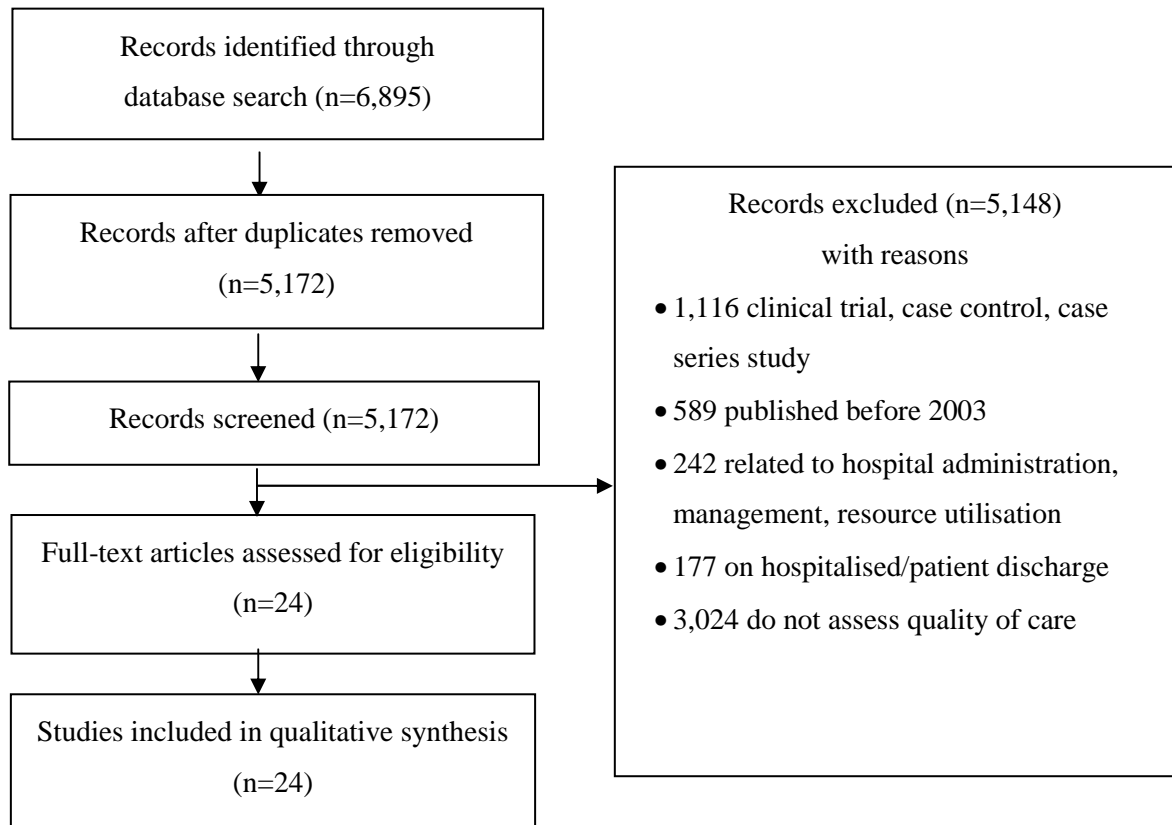 Records identified through
database search (n=6,895)
Records after duplicates removed
(n=5,172)
Records screened (n=5,172)
Full-text articles assessed for eligibility
(n=24)
Studies included in qualitative synthesis
(n=24)
Records excluded (n=5,148)
with reasons
• 1,116 clinical trial, case control, case
series study
• 589 published before 2003
• 242 related to hospital administration,
management, resource utilisation
• 177 on hospitalised/patient discharge
• 3,024 do not assess quality of care